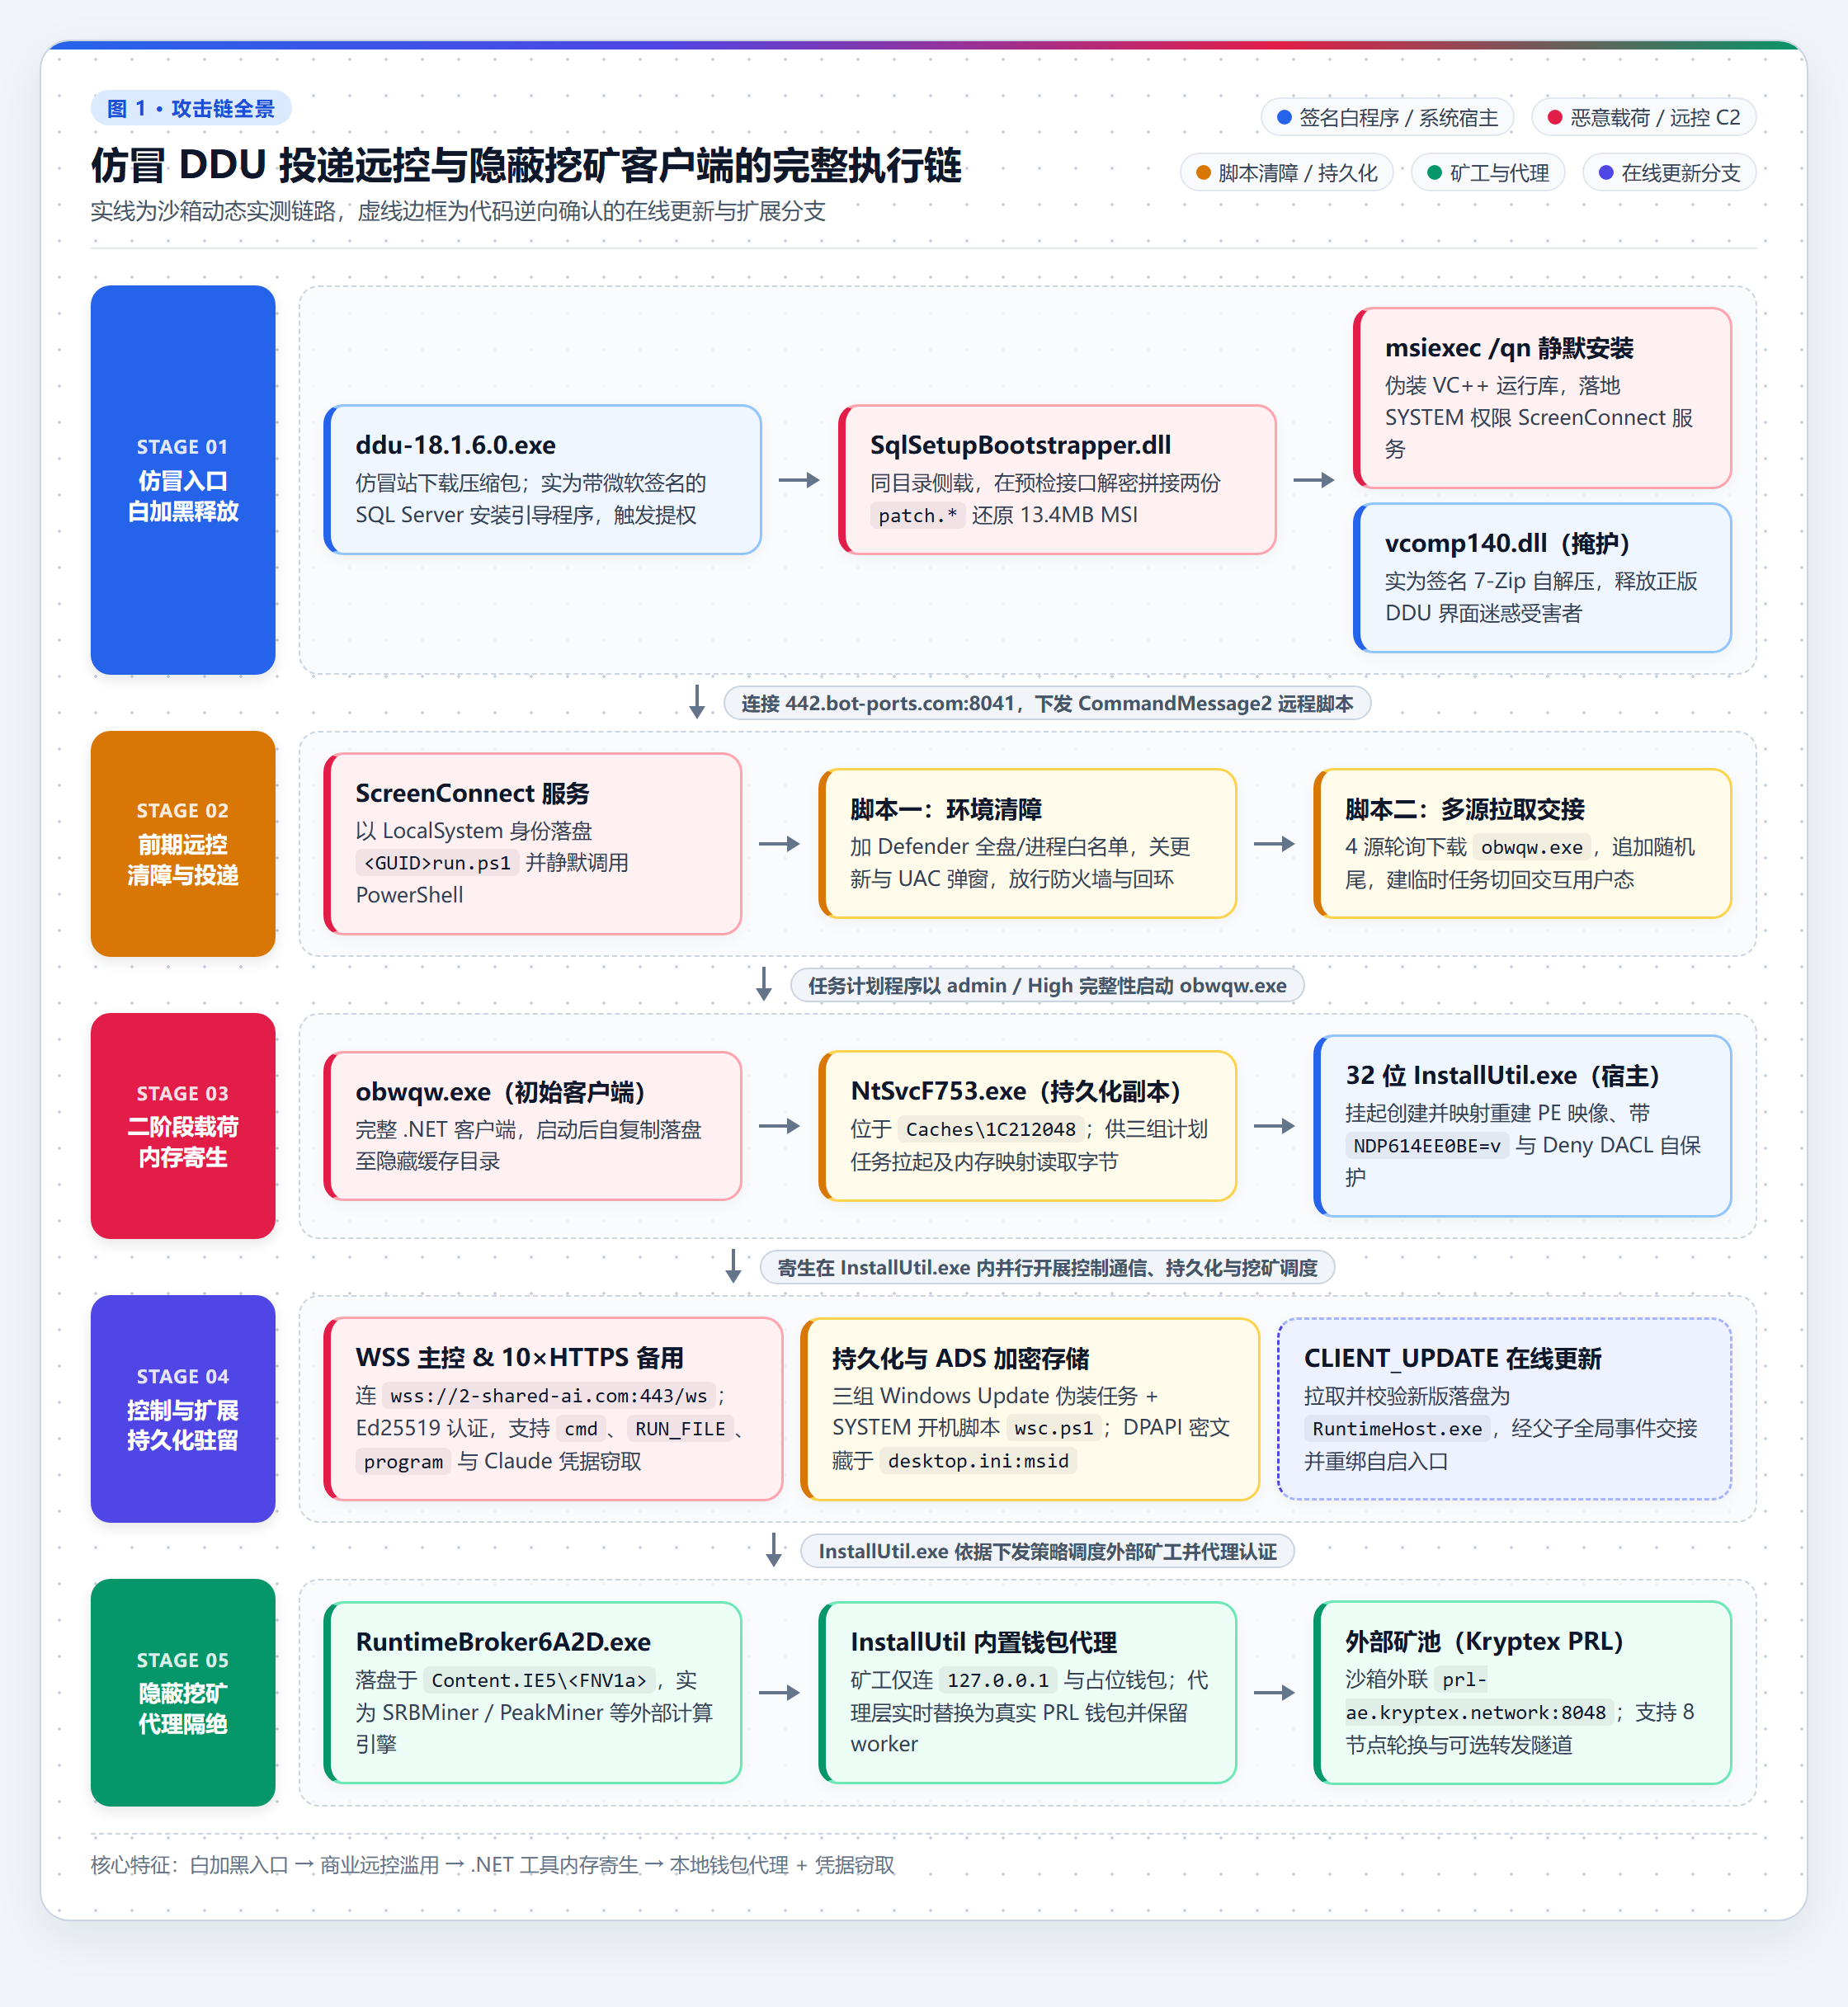 图 1 · 攻击链全景
仿冒 DDU 投递远控与隐蔽挖矿客户端的完整执行链
实线为沙箱动态实测链路，虚线边框为代码逆向确认的在线更新与扩展分支
签名白程序 / 系统宿主
恶意载荷 / 远控 C2
脚本清障 / 持久化
矿工与代理
在线更新分支
STAGE 01
仿冒入口
白加黑释放
ddu-18.1.6.0.exe
仿冒站下载压缩包；实为带微软签名的
SQL Server 安装引导程序，触发提权
SqlSetupBootstrapper.dll
同目录侧载，在预检接口解密拼接两份
patch.* 还原 13.4MB MSI
msiexec /qn 静默安装
伪装 VC++ 运行库，落地
SYSTEM 权限 ScreenConnect 服
务
vcomp140.dll（掩护）
实为签名 7-Zip 自解压，释放正版
DDU 界面迷惑受害者
连接 442.bot-ports.com:8041，下发 CommandMessage2 远程脚本
STAGE 02
前期远控
清障与投递
ScreenConnect 服务
以 LocalSystem 身份落盘
<GUID>run.ps1 并静默调用
PowerShell
脚本一：环境清障
加 Defender 全盘/进程白名单，关更
新与 UAC 弹窗，放行防火墙与回环
脚本二：多源拉取交接
4 源轮询下载 obwqw.exe，追加随机
尾，建临时任务切回交互用户态
任务计划程序以 admin / High 完整性启动 obwqw.exe
STAGE 03
二阶段载荷
内存寄生
obwqw.exe（初始客户端）
完整 .NET 客户端，启动后自复制落盘
至隐藏缓存目录
NtSvcF753.exe（持久化副本）
位于 Caches\1C212048；供三组计划
任务拉起及内存映射读取字节
32 位 InstallUtil.exe（宿主）
挂起创建并映射重建 PE 映像、带
NDP614EE0BE=v 与 Deny DACL 自保
护
寄生在 InstallUtil.exe 内并行开展控制通信、持久化与挖矿调度
STAGE 04
控制与扩展
持久化驻留
WSS 主控 & 10×HTTPS 备用
连 wss://2-shared-ai.com:443/ws；
Ed25519 认证，支持 cmd、RUN_FILE、
program 与 Claude 凭据窃取
持久化与 ADS 加密存储
三组 Windows Update 伪装任务 +
SYSTEM 开机脚本 wsc.ps1；DPAPI 密文
藏于 desktop.ini:msid
CLIENT_UPDATE 在线更新
拉取并校验新版落盘为
RuntimeHost.exe，经父子全局事件交接
并重绑自启入口
InstallUtil.exe 依据下发策略调度外部矿工并代理认证
STAGE 05
隐蔽挖矿
代理隔绝
RuntimeBroker6A2D.exe
落盘于 Content.IE5\<FNV1a>，实
为 SRBMiner / PeakMiner 等外部计算
引擎
InstallUtil 内置钱包代理
矿工仅连 127.0.0.1 与占位钱包；代
理层实时替换为真实 PRL 钱包并保留
worker
外部矿池（Kryptex PRL）
沙箱外联 prl-
ae.kryptex.network:8048；支持 8
节点轮换与可选转发隧道
核心特征：白加黑入口 → 商业远控滥用 → .NET 工具内存寄生 → 本地钱包代理 + 凭据窃取